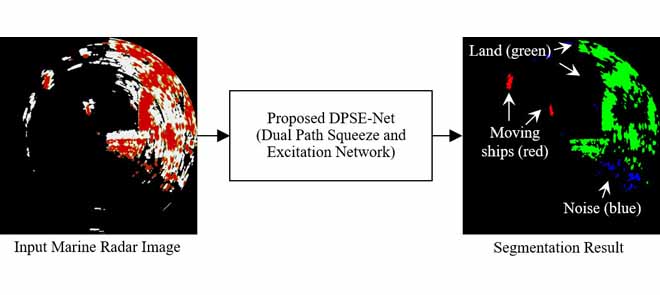 Land (green)
Proposed DPSE-Net
(Dual Path Squeeze and
Excitation Network)
Moving
ships (red)
Noise (blue)
Input Marine Radar Image
Segmentation Result